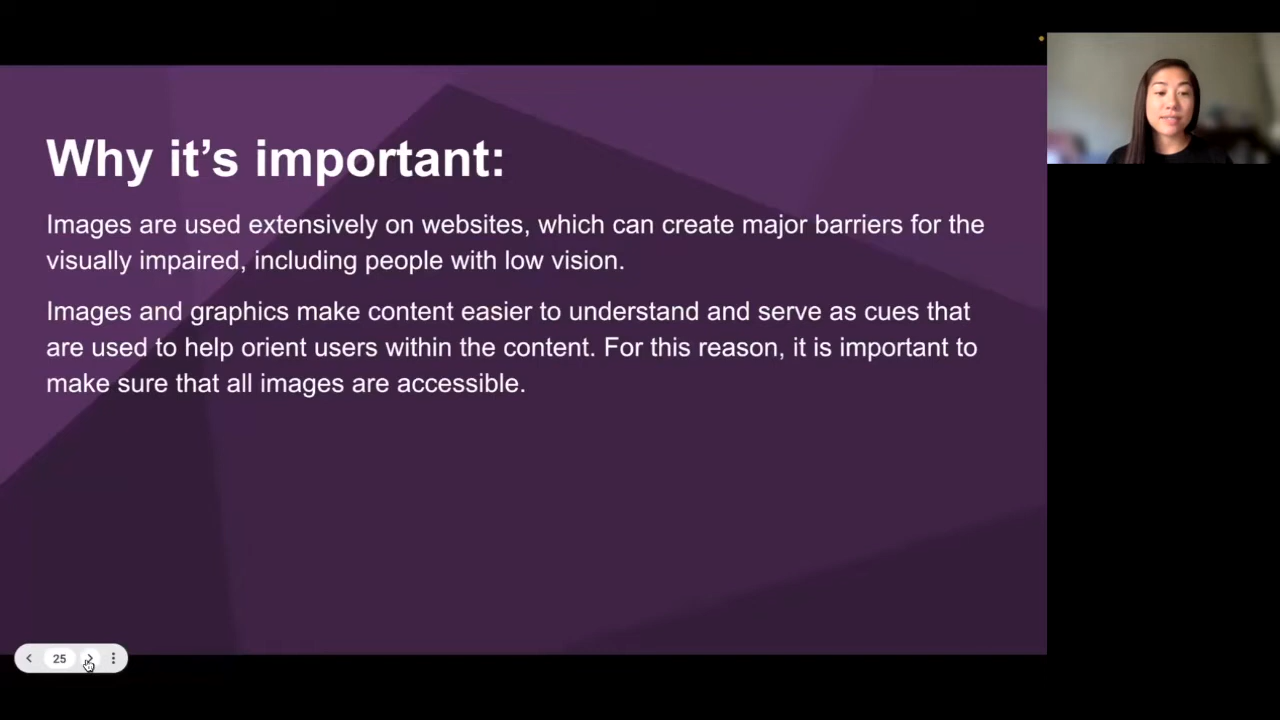 Why it’s important:
Images are used extensively on websites, which can create major barriers for the
visually impaired, including people with low vision.
Images and graphics make content easier to understand and serve as cues that
are used to help orient users within the content. For this reason, it is important to
make sure that all images are accessible.
25